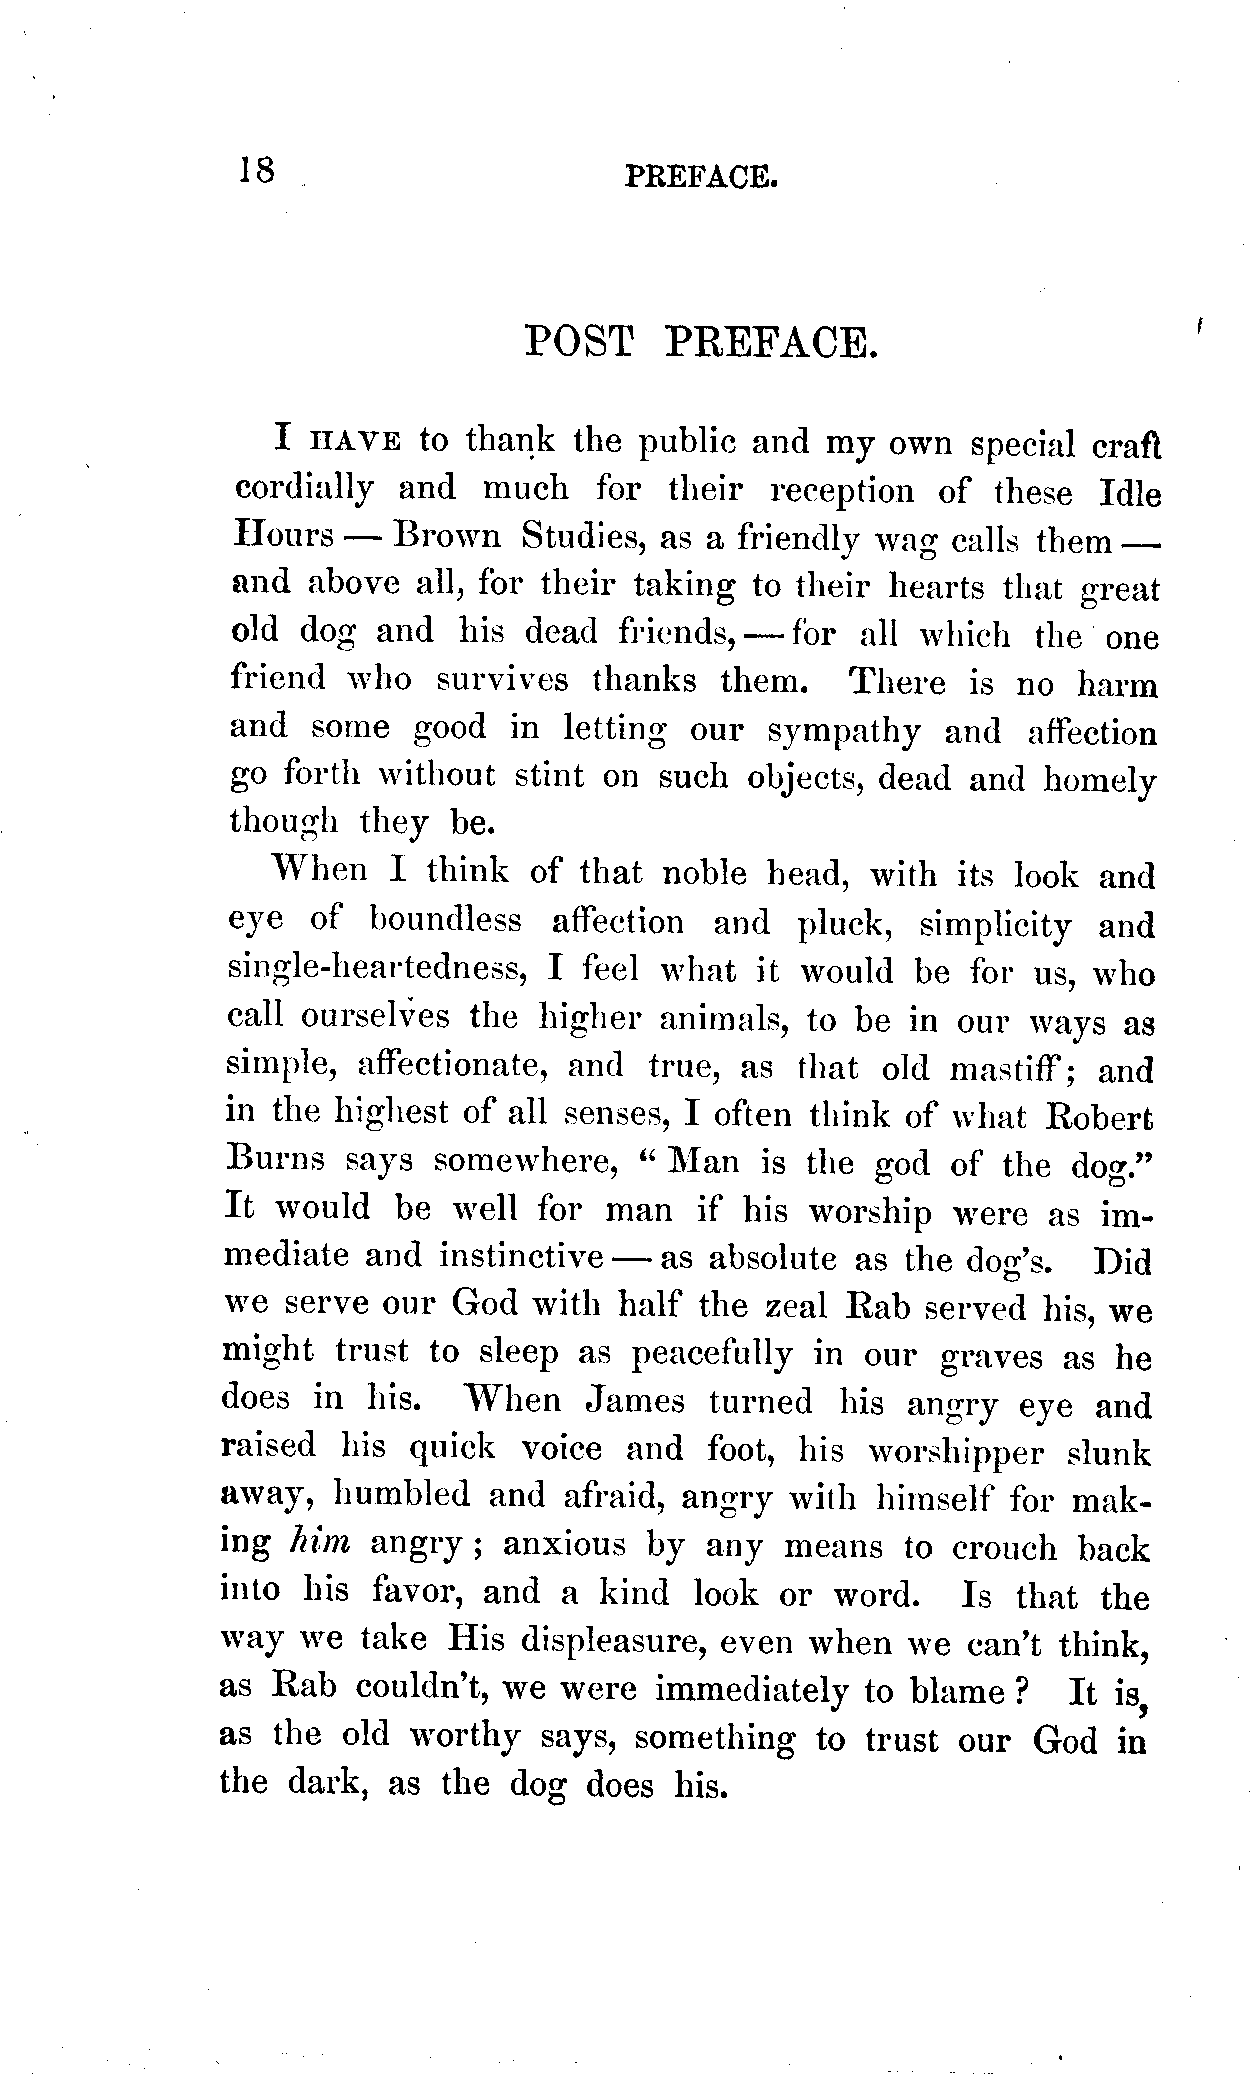 18 PREFACE.
POST PREFACE.
I HAVE to thank the public and my own special craft
cordially and much for their reception of these Idle
Hours — Brown Studies, as a friendly wag calls them —
and above all, for their taking to their hearts that great
old dog and his dead friends, — for all which the one
friend who survives thanks them. There is no harm
and some good in letting our sympathy and affection
go forth without stint on such objects, dead and homely
though they be.
When I think of that noble head, with its look and
eye of boundless affection and pluck, simplicity and
single-heartedness, I feel what it would be for us, who
call ourselves the higher animals, to be in our ways as
simple, affectionate, and true, as that old mastiff; and
in the highest of all senses, I often think of what Robert
Burns says somewhere, “ Man is the god of the dog.”
It would be well for man if his worship were as im-
mediate and instinctive — as absolute as the dog's. Did
we serve our God with half the zeal Rab served his, we
might trust to sleep as peacefully in our graves as he
does in his. When James turned his angry eye and
raised his quick voice and foot, his worshipper slunk
away, humbled and afraid, angry with himself for mak-
ing him angry ; anxious by any means to crouch back
into his favor, and a kind look or word. Is that the
way we take His displeasure, even when we can't think,
as Rab couldn't, we were immediately to blame ? It is,
as the old worthy says, something to trust our God in
the dark, as the dog does his.